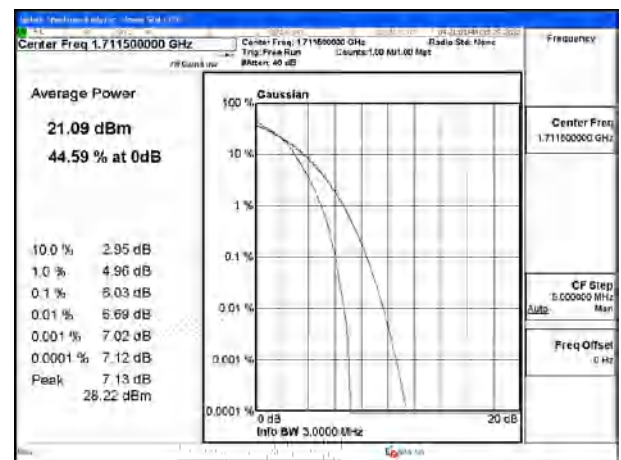 Center Freq 1.711500000 GHz
Center Freq: 1.711500000 GHz
Trig: Free Run
Counts:1.00 M/1.00 Mpt
Radio Std: None
#Atten: 40 dB
Frequency
Average Power
21.09 dBm
44.59 % at 0dB
10.0 % 2.95 dB
1.0 % 4.96 dB
0.1 % 6.03 dB
0.01 % 6.69 dB
0.001 % 7.02 dB
0.0001 % 7.12 dB
Peak 7.13 dB
28.22 dBm
Gaussian
100 %
10 %
1 %
0.1 %
0.01 %
0.001 %
0.0001 %
0 dB
20 dB
Info BW 3.0000 MHz
Center Freq
1.711500000 GHz
CF Step
5.000000 MHz
Auto Man
Freq Offset
0 Hz